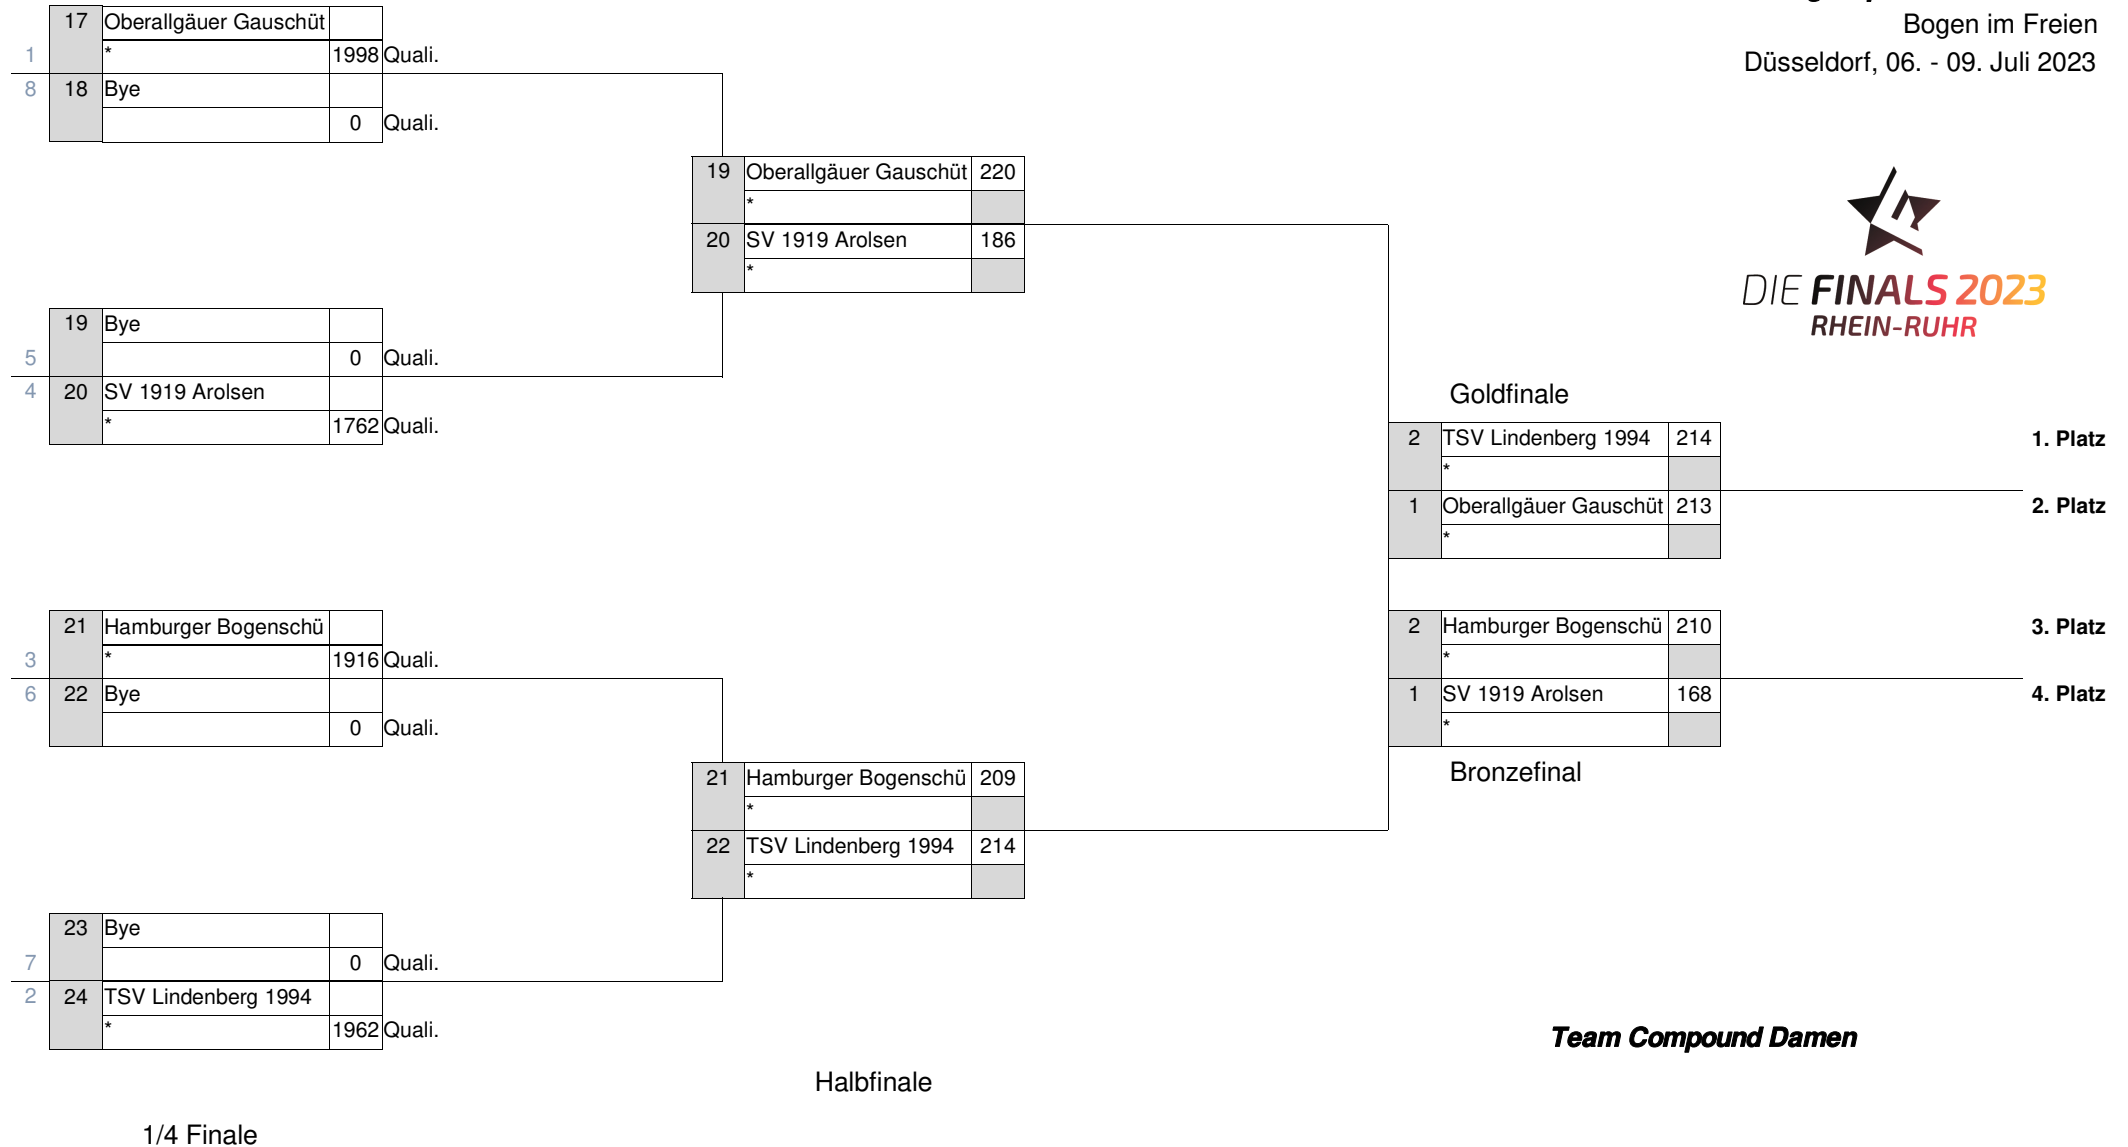 Bogen im Freien
Düsseldorf, 06. - 09. Juli 2023
17 Oberallgäuer Gauschüt
1 * 1998 Quali.
8 18 Bye
0 Quali.
19 Oberallgäuer Gauschüt 220
*
20 SV 1919 Arolsen 186
*
DIE FINALS 2023
RHEIN-RUHR
19 Bye
5 0 Quali.
4 20 SV 1919 Arolsen
* 1762 Quali.
Goldfinale
2 TSV Lindenberg 1994 214 1. Platz
*
1 Oberallgäuer Gauschüt 213 2. Platz
*
21 Hamburger Bogenschü
3 * 1916 Quali.
6 22 Bye
0 Quali.
2 Hamburger Bogenschü 210 3. Platz
*
1 SV 1919 Arolsen 168 4. Platz
*
Bronzefinal
21 Hamburger Bogenschü 209
*
22 TSV Lindenberg 1994 214
*
23 Bye
7 0 Quali.
2 24 TSV Lindenberg 1994
* 1962 Quali.
Team Compound Damen
Halbfinale
1/4 Finale